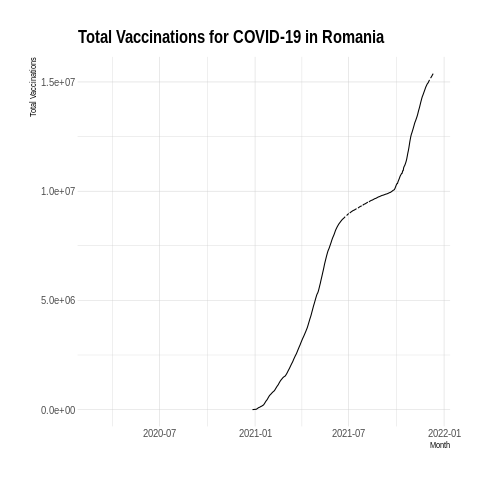 Total Vaccinations for COVID-19 in Romania
Total Vaccinations
1.5e+07
1.0e+07
5.0e+06
0.0e+00
2020-07
2021-01
2021-07
2022-01
Month